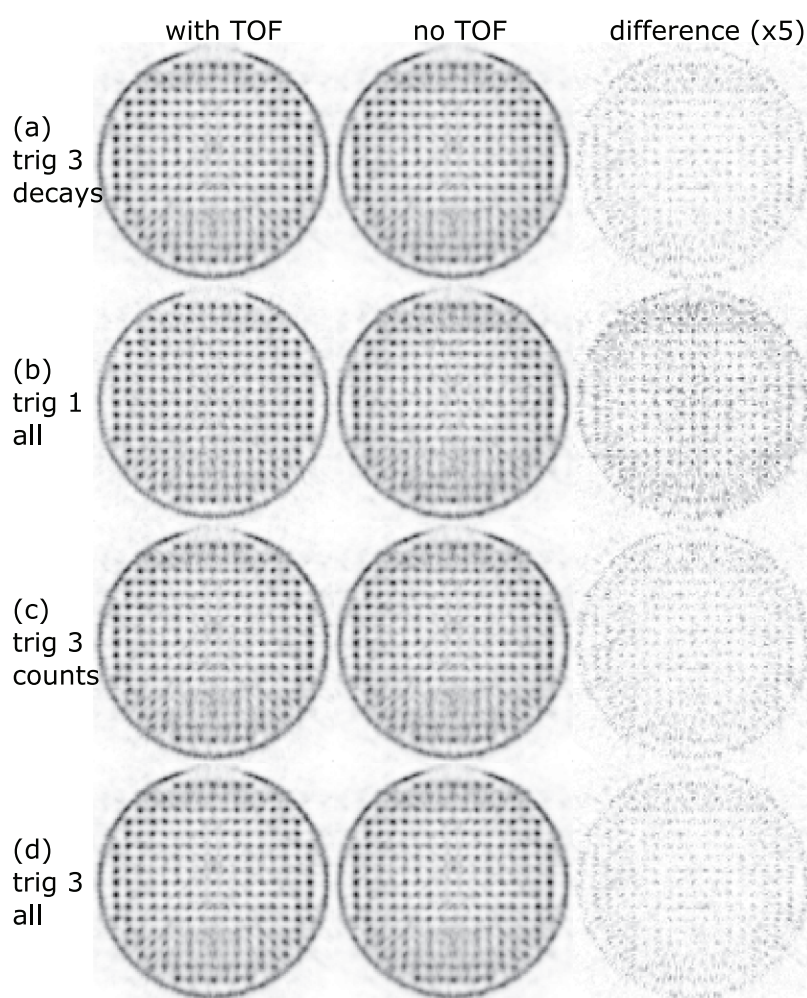 with TOF
no TOF
difference (x5)
(a)
trig 3
decays
(b)
trig 1
all
(c)
trig 3
counts
(d)
trig 3
all